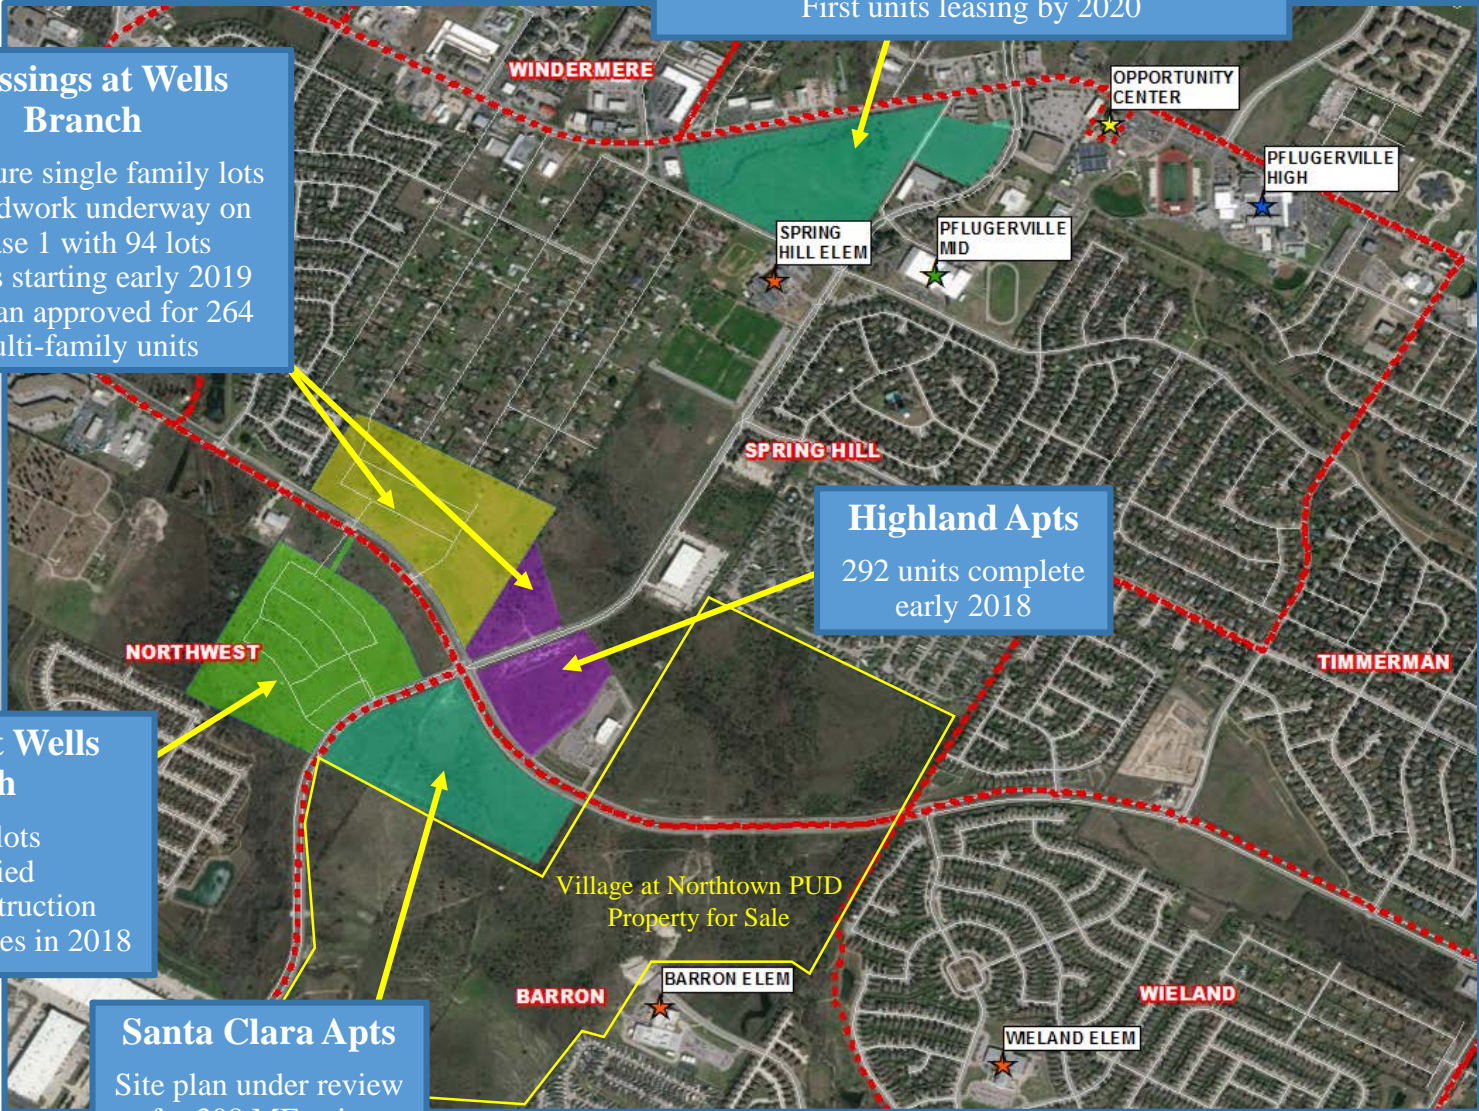 First units leasing by 2020
ssings at Wells
Branch
ure single family lots
dwork underway on
ase 1 with 94 lots
s starting early 2019
an approved for 264
ulti-family units
WINDERMERE
OPPORTUNITY
CENTER
PFLUGERVILLE
HIGH
SPRING
HILL ELEM
PFLUGERVILLE
MID
SPRING HILL
Highland Apts
292 units complete
early 2018
NORTHWEST
TIMMERMAN
t Wells
h
lots
ied
truction
es in 2018
Village at Northtown PUD
Property for Sale
BARRON ELEM
BARRON
WIELAND
WIELAND ELEM
Santa Clara Apts
Site plan under review